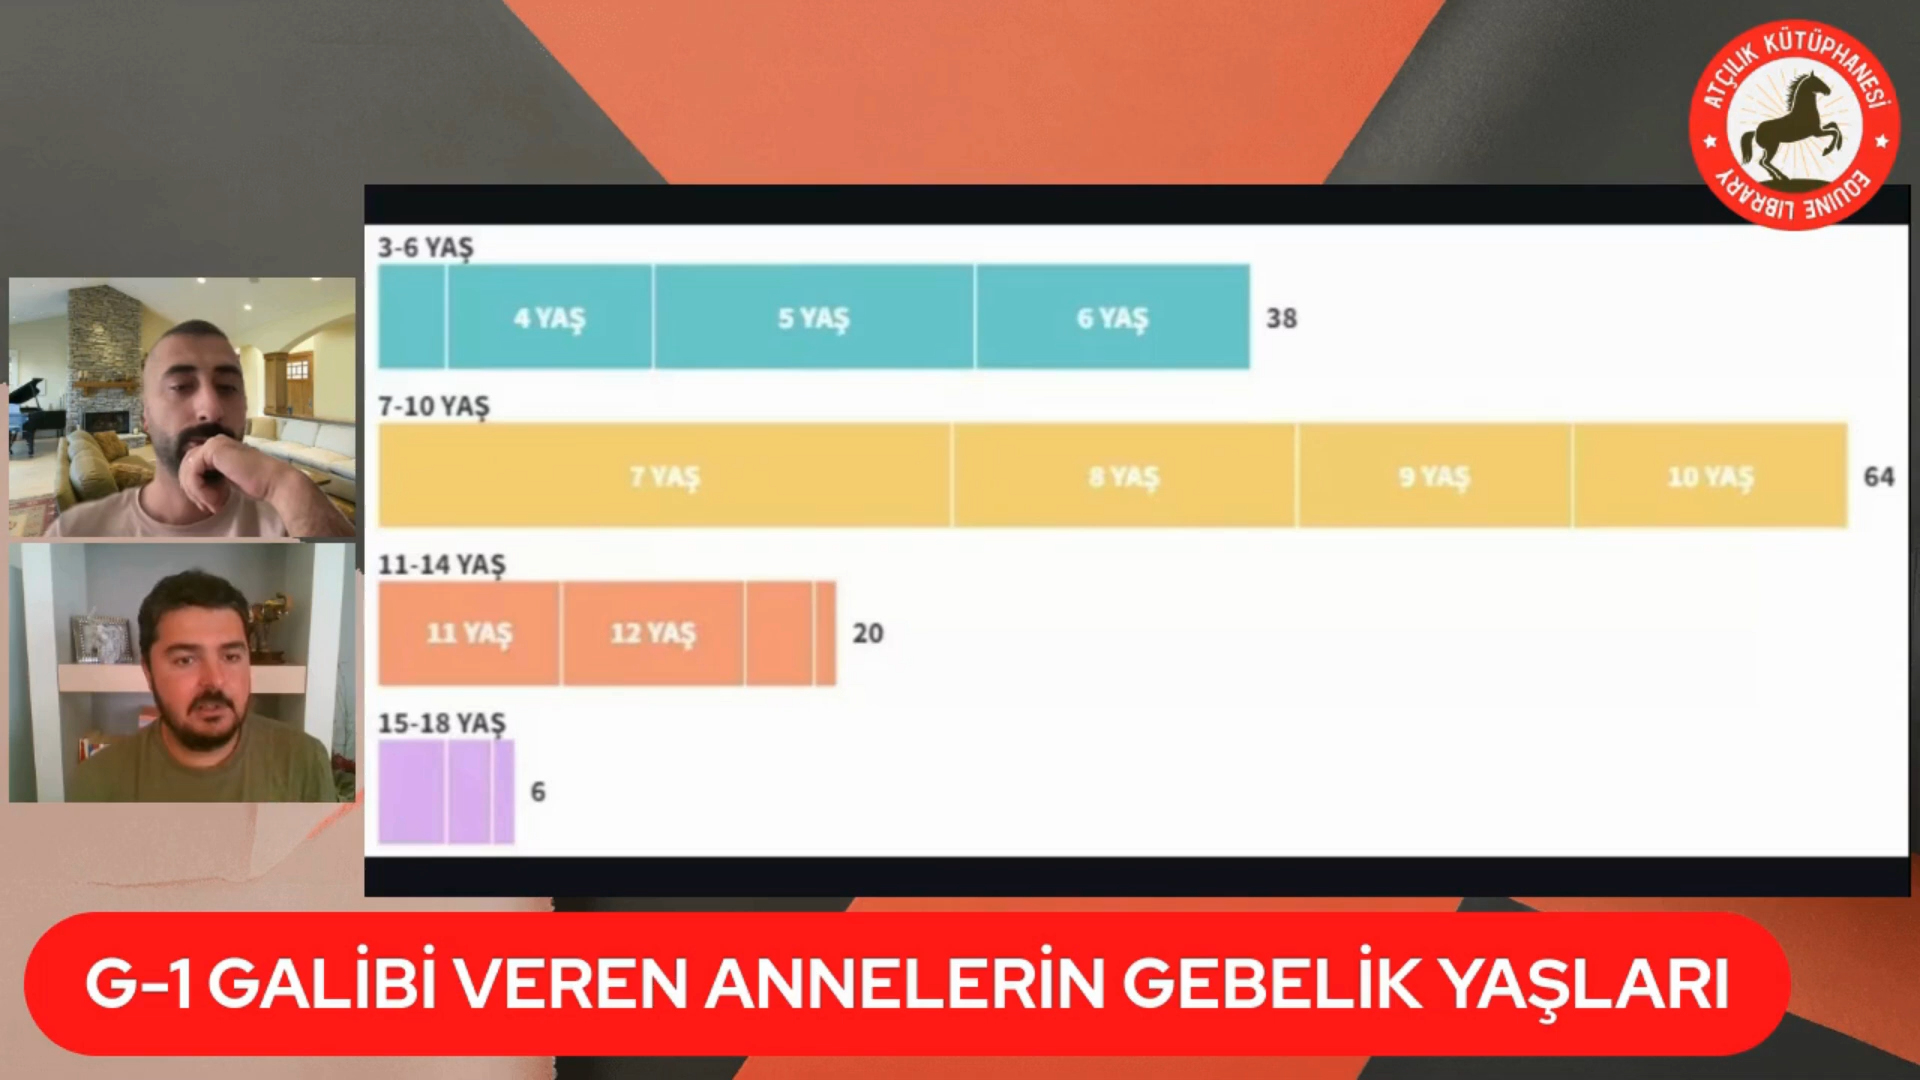 ATÇILIK KÜTÜPHANESİ
EQUINE LIBRARY
3-6 YAŞ
4 YAŞ 5 YAŞ 6 YAŞ 38
7-10 YAŞ
7 YAŞ 8 YAŞ 9 YAŞ 10 YAŞ 64
11-14 YAŞ
11 YAŞ 12 YAŞ 20
15-18 YAŞ
6
G-1 GALİBİ VEREN ANNELERİN GEBELİK YAŞLARI